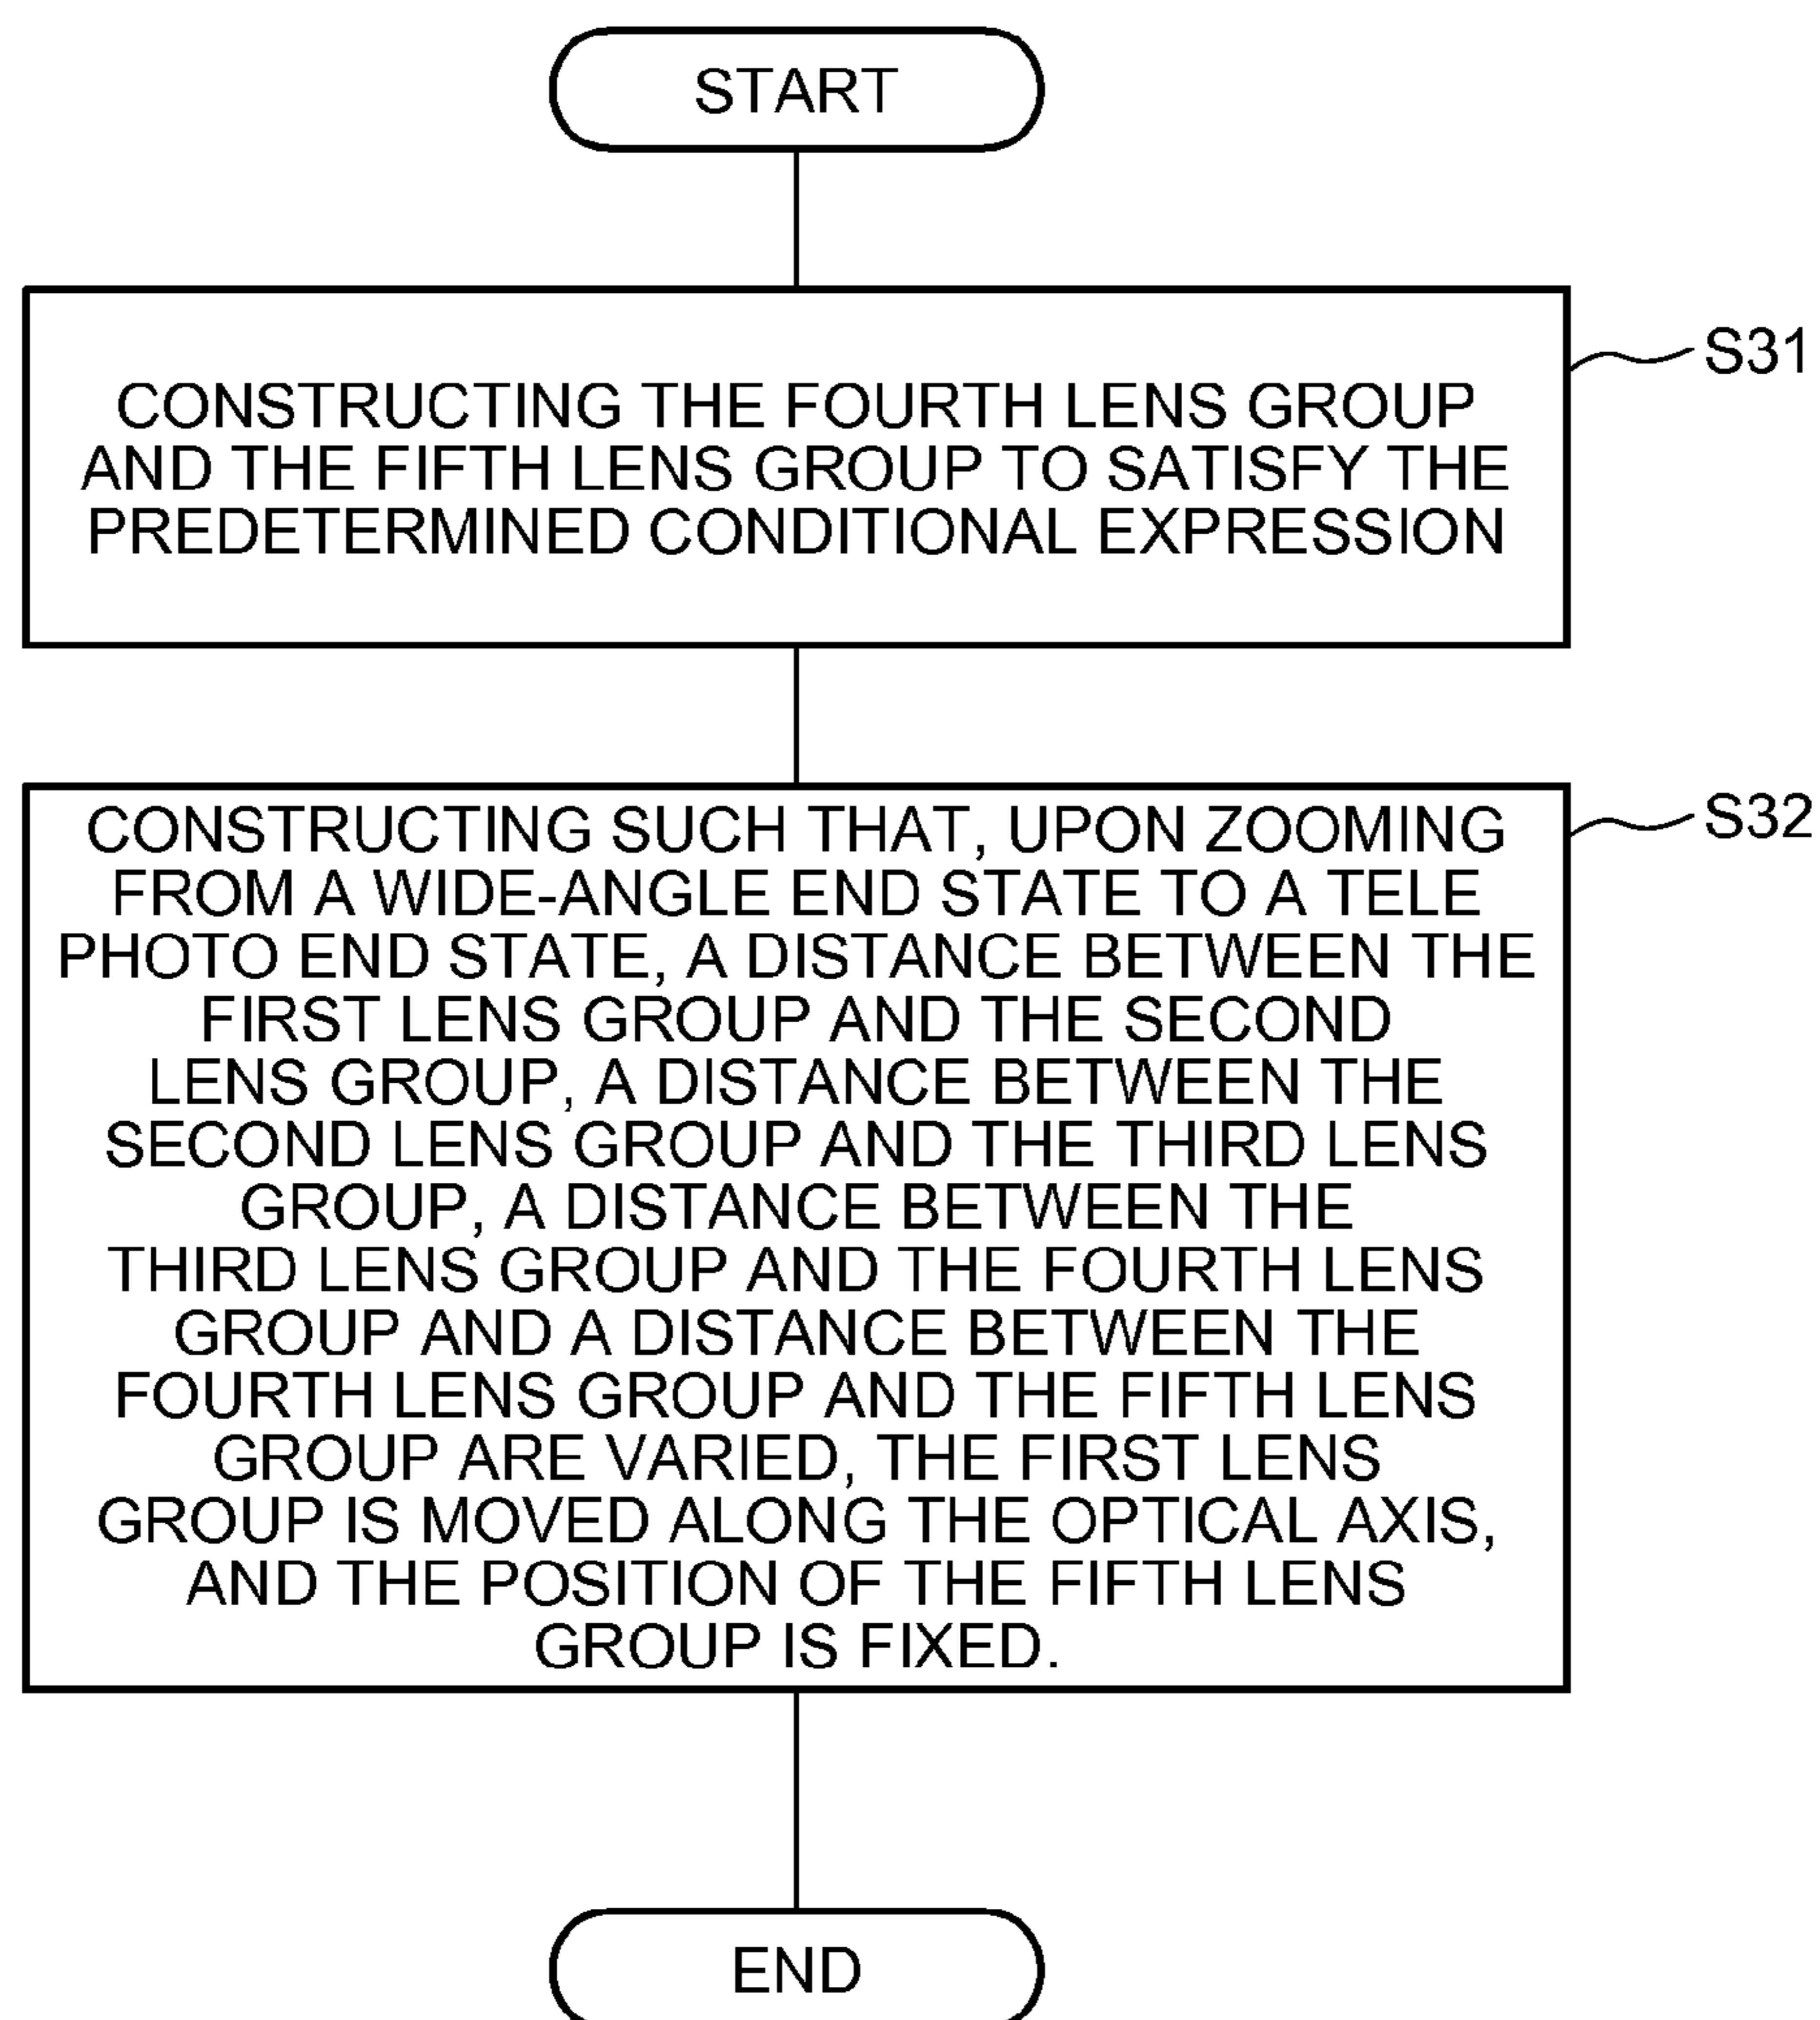 START
CONSTRUCTING THE FOURTH LENS GROUP
AND THE FIFTH LENS GROUP TO SATISFY THE
PREDETERMINED CONDITIONAL EXPRESSION
S31
CONSTRUCTING SUCH THAT, UPON ZOOMING
FROM A WIDE-ANGLE END STATE TO A TELE
PHOTO END STATE, A DISTANCE BETWEEN THE
FIRST LENS GROUP AND THE SECOND
LENS GROUP, A DISTANCE BETWEEN THE
SECOND LENS GROUP AND THE THIRD LENS
GROUP, A DISTANCE BETWEEN THE
THIRD LENS GROUP AND THE FOURTH LENS
GROUP AND A DISTANCE BETWEEN THE
FOURTH LENS GROUP AND THE FIFTH LENS
GROUP ARE VARIED, THE FIRST LENS
GROUP IS MOVED ALONG THE OPTICAL AXIS,
AND THE POSITION OF THE FIFTH LENS
GROUP IS FIXED.
S32
END